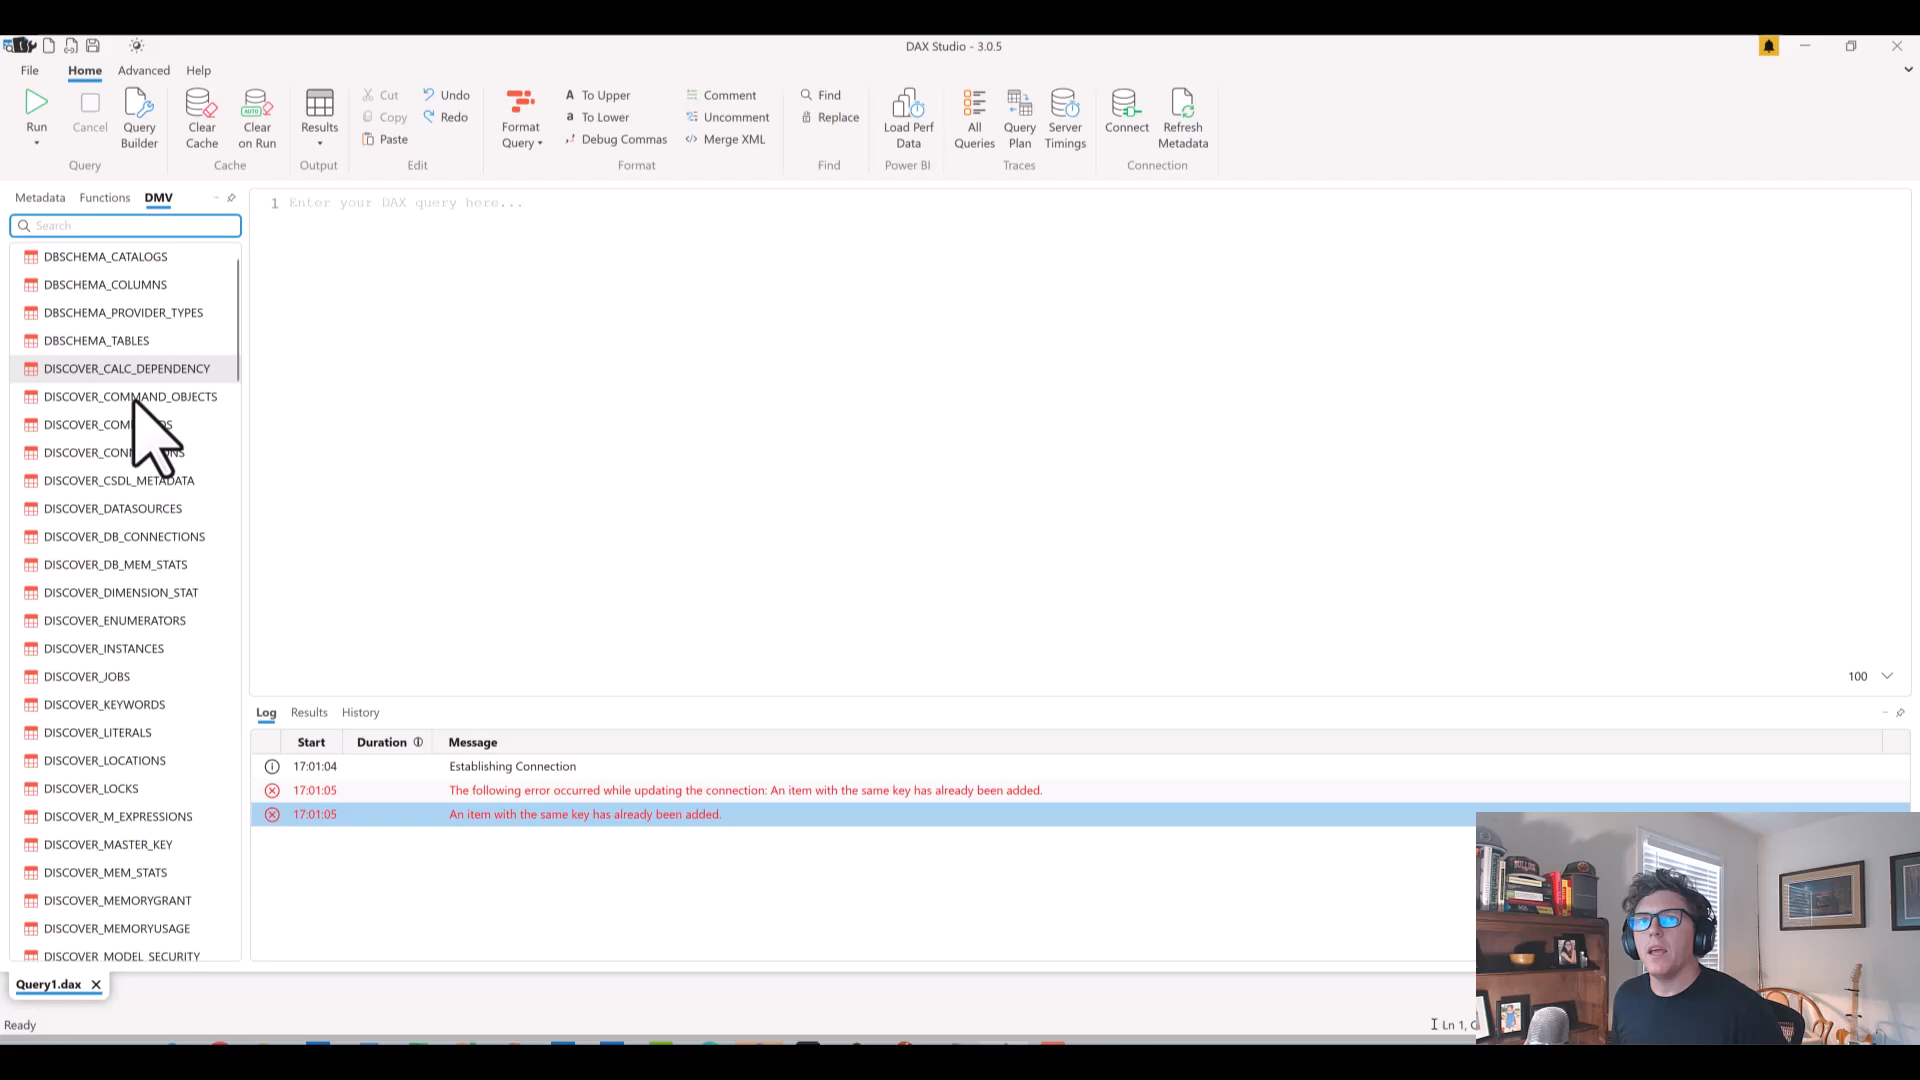 DAX Studio - 3.0.5
File Home Advanced Help
Run
Cancel
Query Builder
Query
Clear Cache
Clear on Run
AUTO
Cache
Results
Output
Cut
Copy
Paste
Undo
Redo
Edit
Format Query
A To Upper
a To Lower
Debug Commas
Comment
Uncomment
Merge XML
Format
Find
Replace
Find
Load Perf Data
Power BI
All Queries
Query Plan
Server Timings
Traces
Connect
Refresh Metadata
Connection
Metadata Functions DMV
Search
DBSCHEMA_CATALOGS
DBSCHEMA_COLUMNS
DBSCHEMA_PROVIDER_TYPES
DBSCHEMA_TABLES
DISCOVER_CALC_DEPENDENCY
DISCOVER_COMMAND_OBJECTS
DISCOVER_CSDL_METADATA
DISCOVER_DATASOURCES
DISCOVER_DB_CONNECTIONS
DISCOVER_DB_MEM_STATS
DISCOVER_DIMENSION_STAT
DISCOVER_ENUMERATORS
DISCOVER_INSTANCES
DISCOVER_JOBS
DISCOVER_KEYWORDS
DISCOVER_LITERALS
DISCOVER_LOCATIONS
DISCOVER_LOCKS
DISCOVER_M_EXPRESSIONS
DISCOVER_MASTER_KEY
DISCOVER_MEM_STATS
DISCOVER_MEMORYGRANT
DISCOVER_MEMORYUSAGE
DISCOVER_MODEL_SECURITY
1 Enter your DAX query here...
100
Log Results History
Start Duration Message
17:01:04 Establishing Connection
17:01:05 The following error occurred while updating the connection: An item with the same key has already been added.
17:01:05 An item with the same key has already been added.
Query1.dax
Ready
Ln 1,